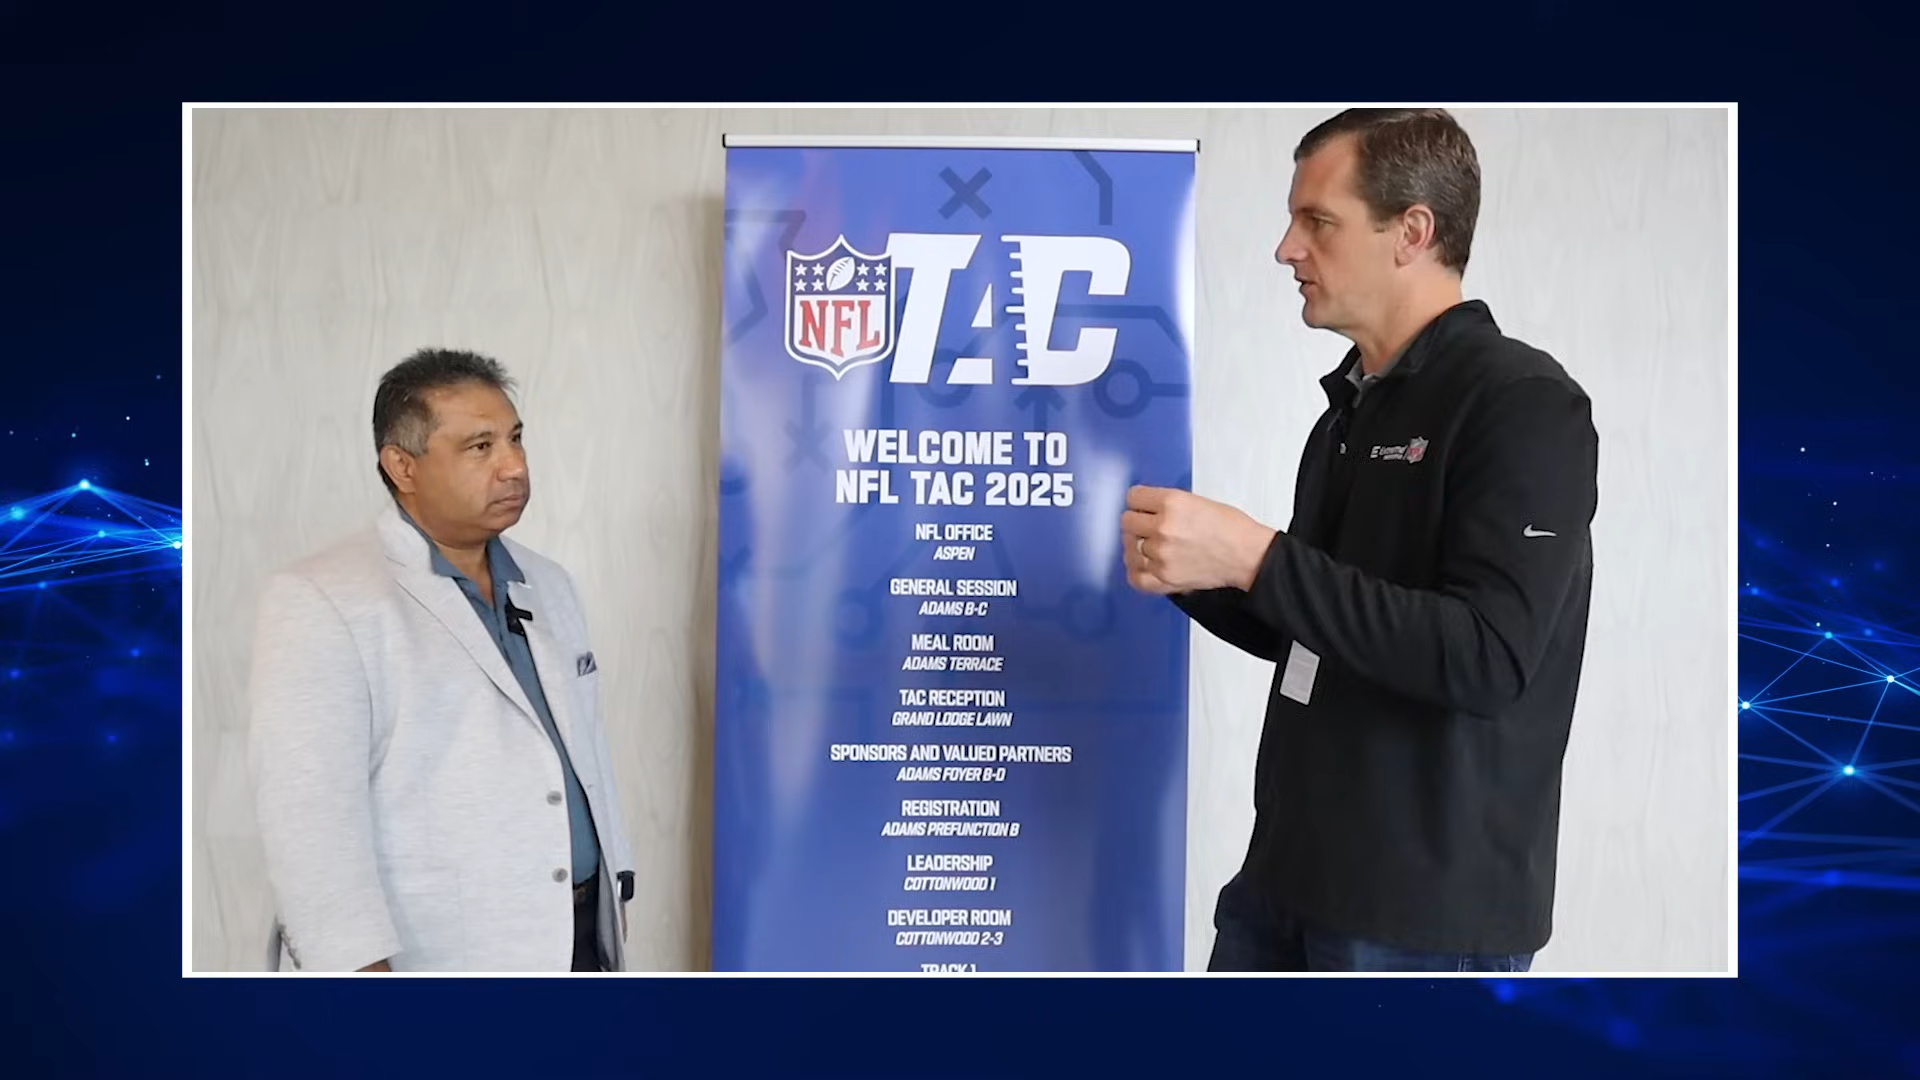 NFL
TAC
WELCOME TO
NFL TAC 2025
NFL OFFICE
ASPEN
GENERAL SESSION
ADAMS B-C
MEAL ROOM
ADAMS TERRACE
TAC RECEPTION
GRAND LODGE LAWN
SPONSORS AND VALUED PARTNERS
ADAMS FOYER B-D
REGISTRATION
ADAMS PREFUNCTION B
LEADERSHIP
COTTONWOOD 1
DEVELOPER ROOM
COTTONWOOD 2-3
TRACK 1